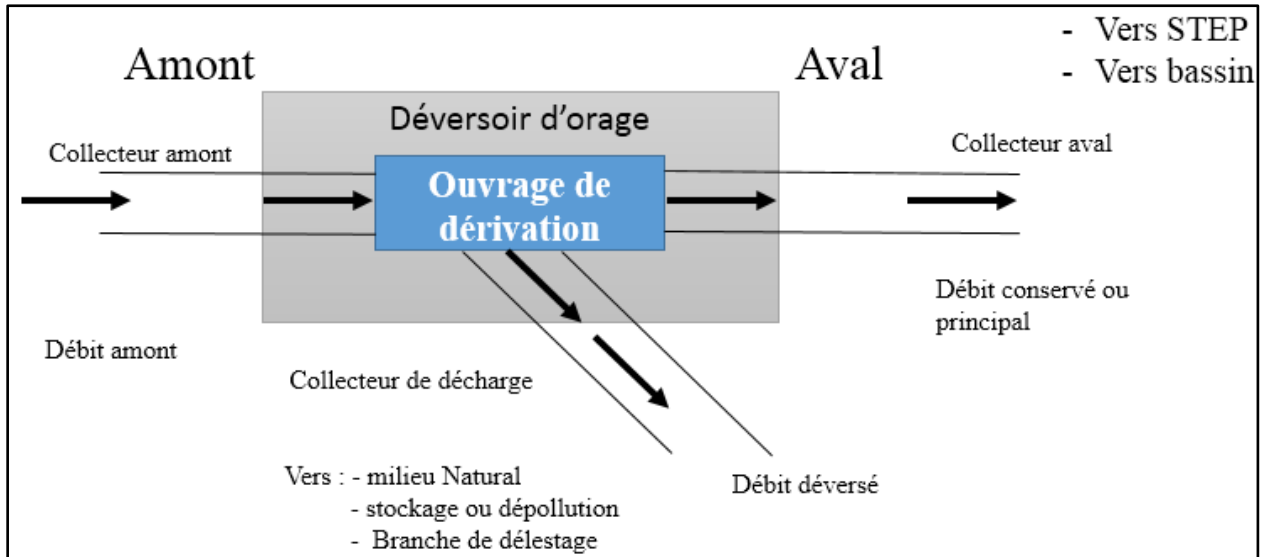 - Vers STEP
- Vers bassin
Amont
Aval
Déversoir d'orage
Collecteur amont
Collecteur aval
Ouvrage de
dérivation
Débit conservé ou
principal
Débit amont
Collecteur de décharge
Vers : - milieu Natural
- stockage ou dépollution
- Branche de délestage
Débit déversé